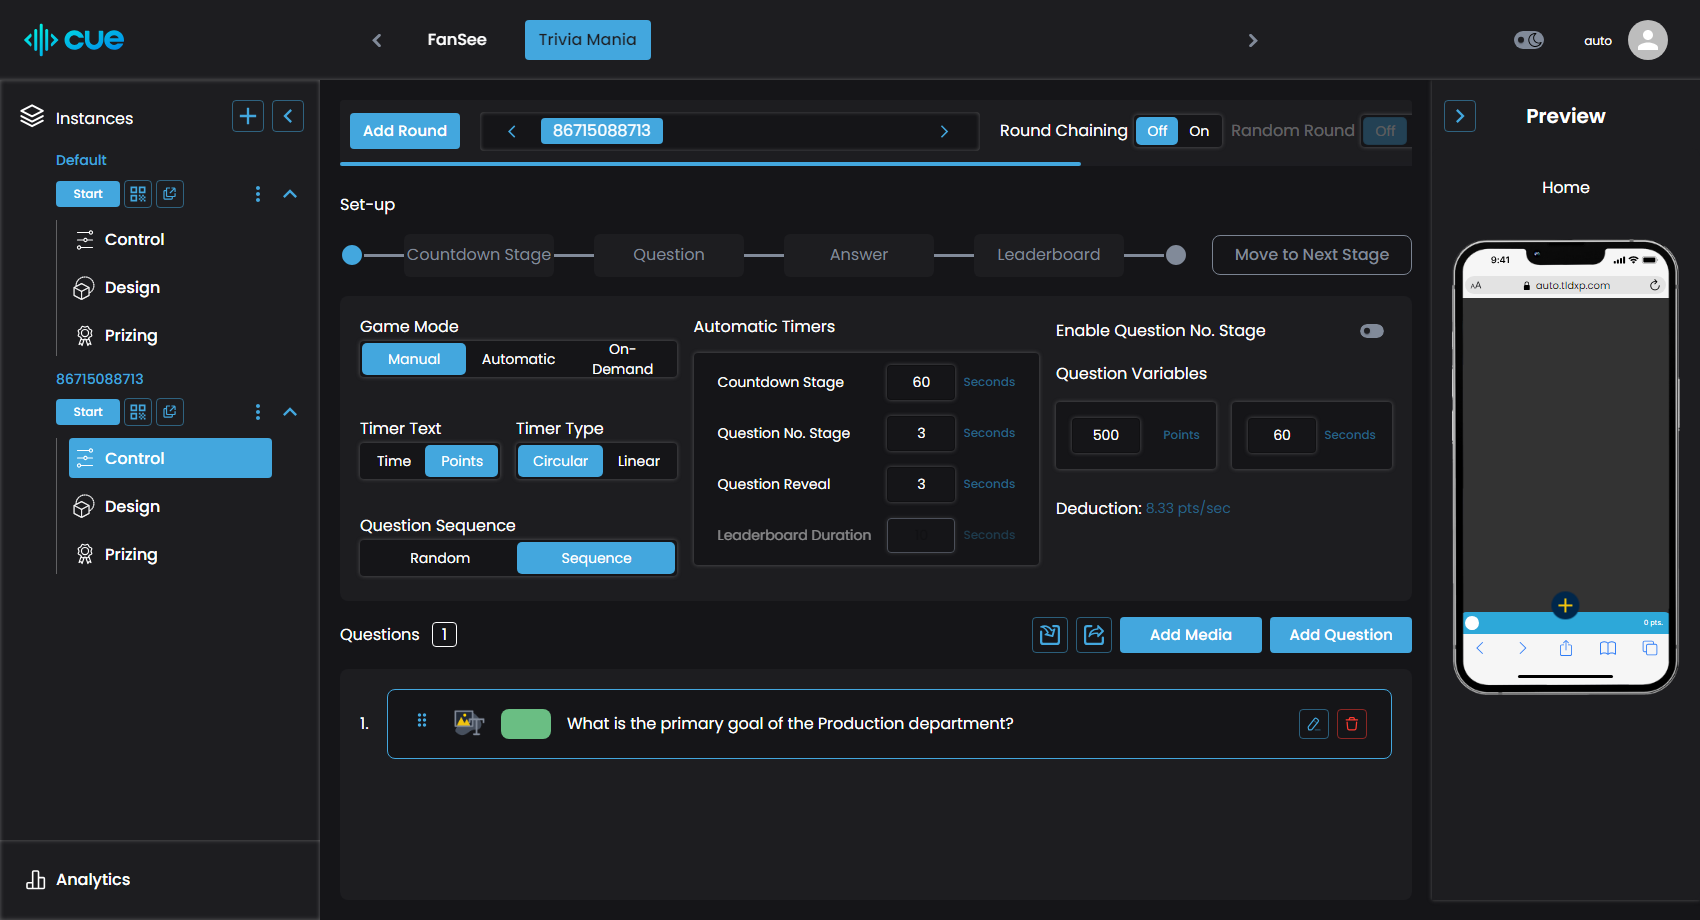 cue
FanSee
Trivia Mania
auto
Instances
Default
Start
Control
Design
Prizing
86715088713
Start
Control
Design
Prizing
Analytics
Add Round
86715088713
Round Chaining
Off
On
Random Round
Off
Set-up
Countdown Stage
Question
Answer
Leaderboard
Move to Next Stage
Game Mode
Manual
Automatic
On-
Demand
Timer Text
Time
Points
Timer Type
Circular
Linear
Question Sequence
Random
Sequence
Automatic Timers
Countdown Stage
60
Seconds
Question No. Stage
3
Seconds
Question Reveal
3
Seconds
Leaderboard Duration
Seconds
Enable Question No. Stage
Question Variables
500
Points
60
Seconds
Deduction: 8.33 pts/sec
Questions
1
Add Media
Add Question
1.
What is the primary goal of the Production department?
Preview
Home
9:41
AA
auto.tldxp.com
0 pts.